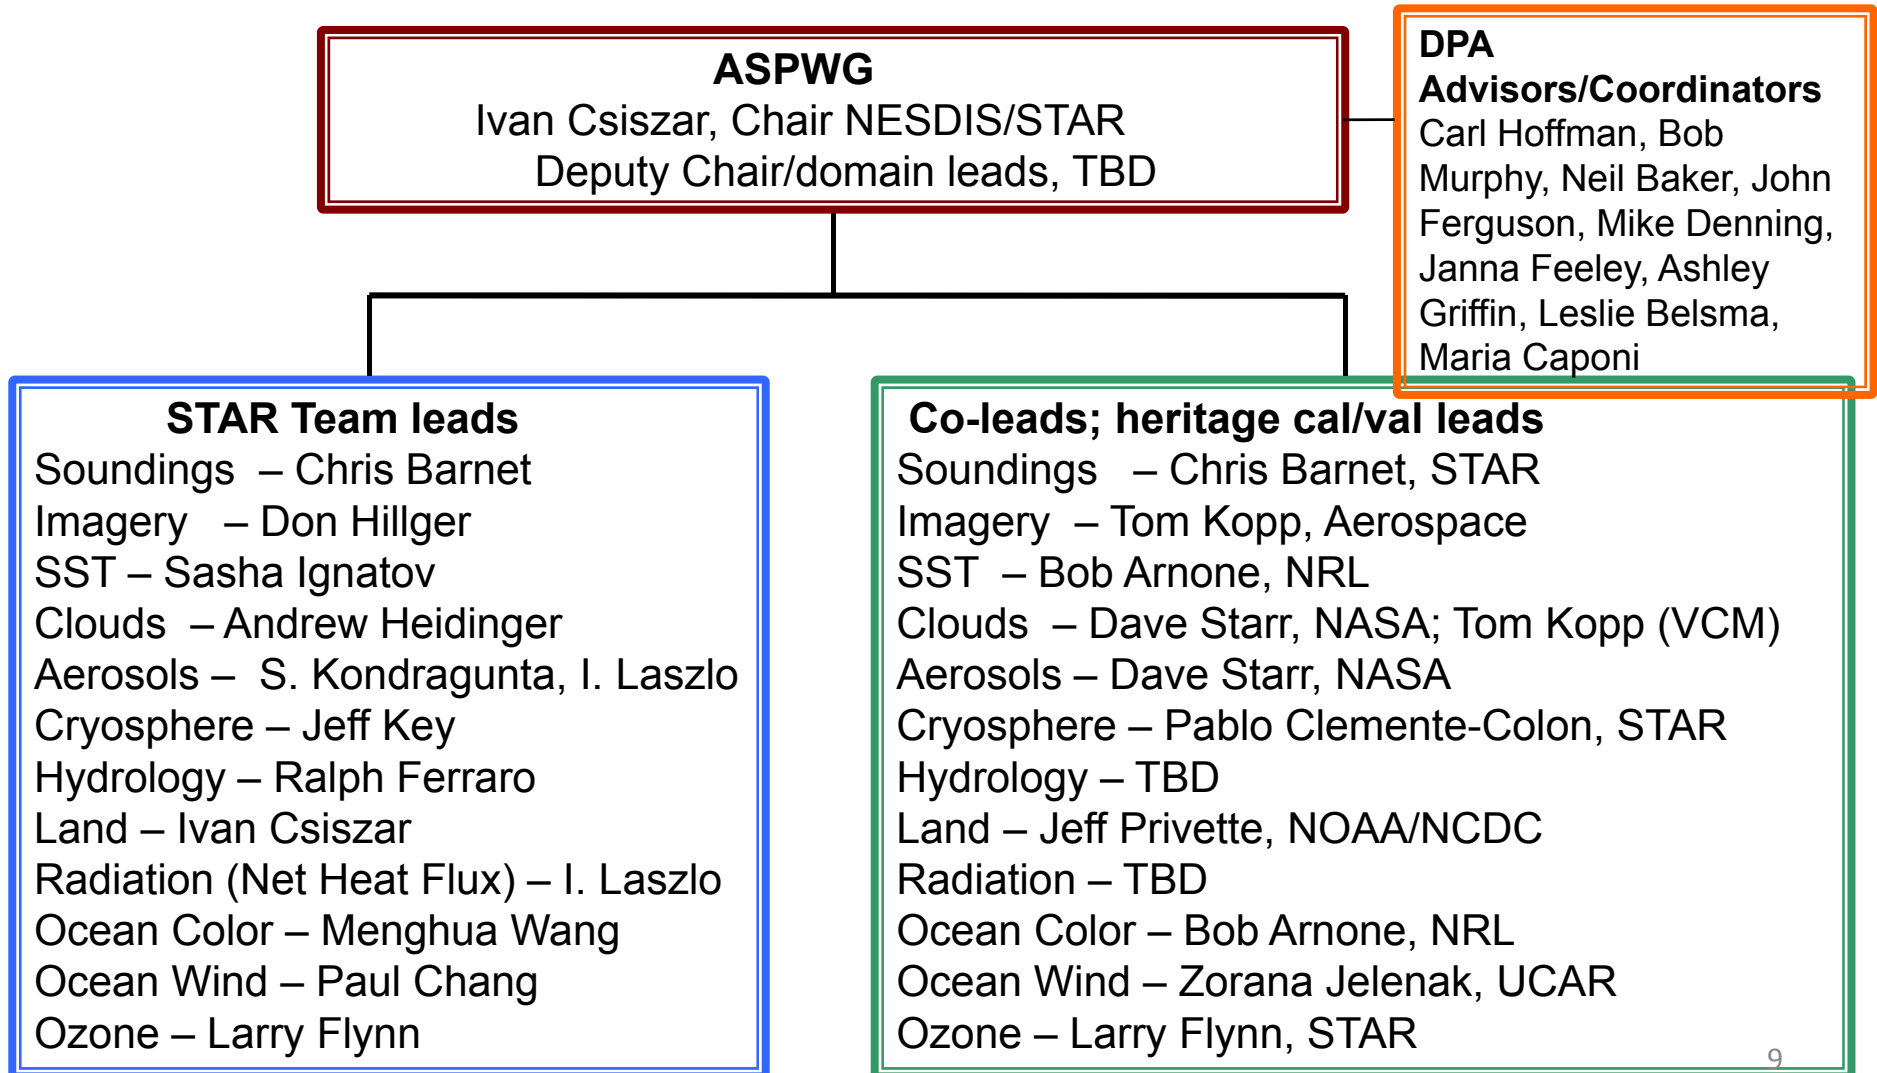 ASPWG
Ivan Csiszar, Chair NESDIS/STAR
Deputy Chair/domain leads, TBD
DPA
Advisors/Coordinators
Carl Hoffman, Bob
Murphy, Neil Baker, John
Ferguson, Mike Denning,
Janna Feeley, Ashley
Griffin, Leslie Belsma,
Maria Caponi
STAR Team leads
Soundings – Chris Barnet
Imagery – Don Hillger
SST – Sasha Ignatov
Clouds – Andrew Heidinger
Aerosols – S. Kondragunta, I. Laszlo
Cryosphere – Jeff Key
Hydrology – Ralph Ferraro
Land – Ivan Csiszar
Radiation (Net Heat Flux) – I. Laszlo
Ocean Color – Menghua Wang
Ocean Wind – Paul Chang
Ozone – Larry Flynn
Co-leads; heritage cal/val leads
Soundings – Chris Barnet, STAR
Imagery – Tom Kopp, Aerospace
SST – Bob Arnone, NRL
Clouds – Dave Starr, NASA; Tom Kopp (VCM)
Aerosols – Dave Starr, NASA
Cryosphere – Pablo Clemente-Colon, STAR
Hydrology – TBD
Land – Jeff Privette, NOAA/NCDC
Radiation – TBD
Ocean Color – Bob Arnone, NRL
Ocean Wind – Zorana Jelenak, UCAR
Ozone – Larry Flynn, STAR
9